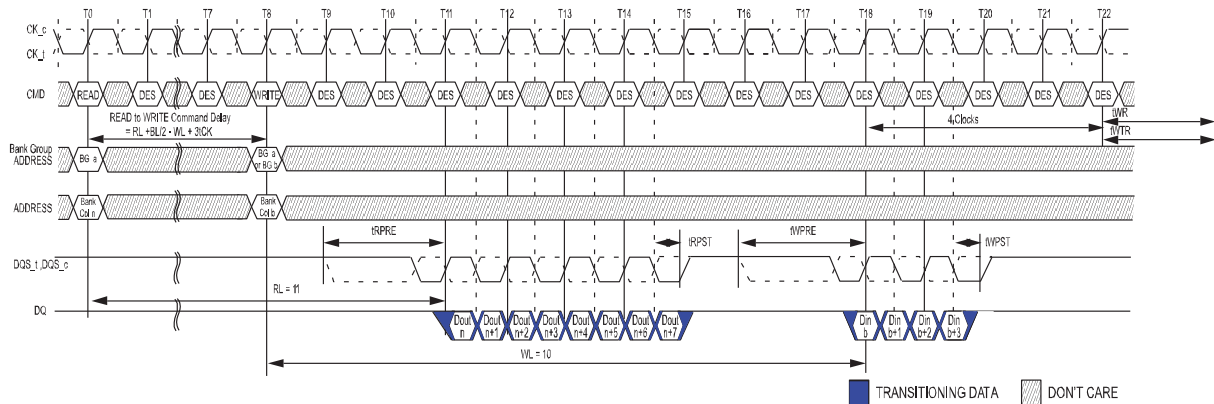 T0 T1 T7 T8 T9 T10 T11 T12 T13 T14 T15 T16 T17 T18 T19 T20 T21 T22
CK_c
CK_t
CMD READ DES DES WRITE DES DES DES DES DES DES DES DES DES DES DES DES DES DES
READ to WRITE Command Delay
= RL +BL/2 - WL + 3tCK
4 Clocks
tWR
tWTR
Bank Group
ADDRESS
BG a
BG a
or BG b
ADDRESS
Bank
Col n
Bank
Col b
tRPRE tRPST tWPRE tWPST
DQS_t ,DQS_c
RL = 11
DQ
Dout
n
Dout
n+1
Dout
n+2
Dout
n+3
Dout
n+4
Dout
n+5
Dout
n+6
Dout
n+7
Din
b
Din
b+1
Din
b+2
Din
b+3
WL = 10
TRANSITIONING DATA DON'T CARE